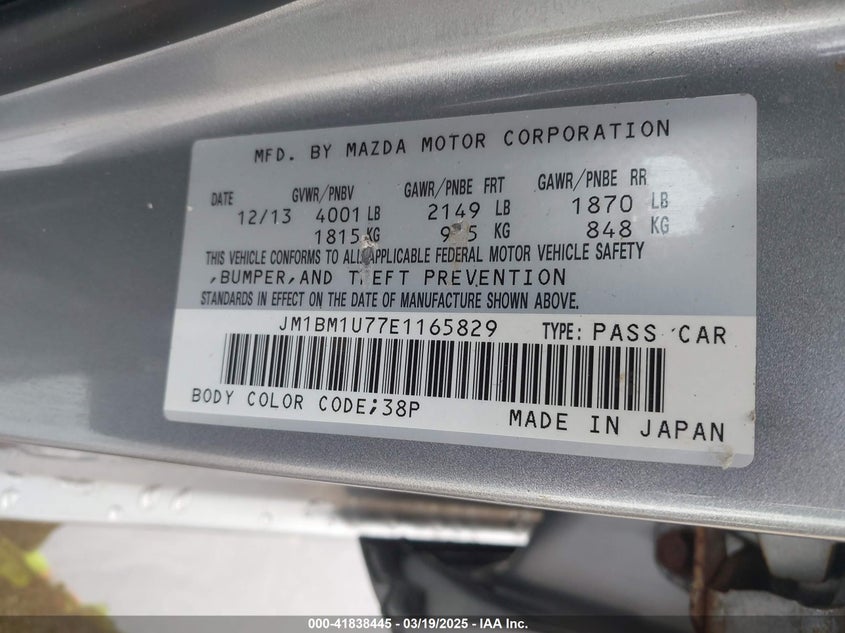 MFD. BY MAZDA MOTOR CORPORATION
DATE GVWR/PNBV GAWR/PNBE FRT GAWR/PNBE RR
12/13 4001 LB 2149 LB 1870 LB
1815 KG KG 848 KG
THIS VEHICLE CONFORMS TO ALL APPLICABLE FEDERAL MOTOR VEHICLE SAFETY
,BUMPER,AND THEFT PREVENTION
STANDARDS IN EFFECT ON THE DATE OF MANUFACTURE SHOWN ABOVE.
JM1BM1U77E1165829 TYPE: PASS CAR
BODY COLOR CODE;38P MADE IN JAPAN
000-41838445 - 03/19/2025 - IAA Inc.